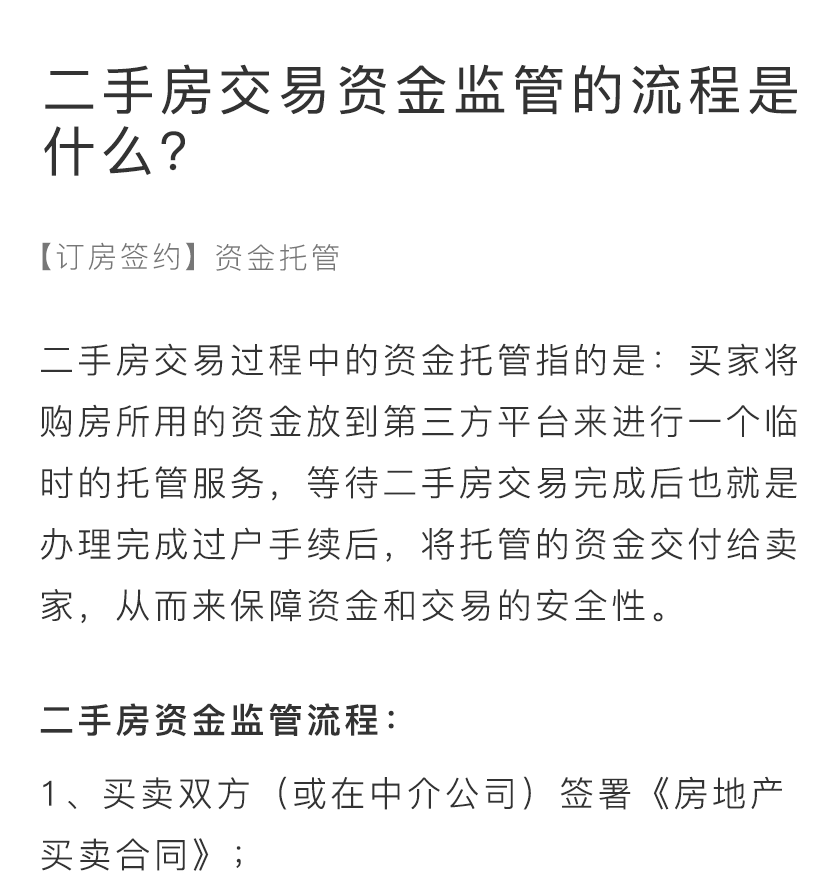 二手房交易资金监管的流程是
什么？
【订房签约】资金托管
二手房交易过程中的资金托管指的是：买家将
购房所用的资金放到第三方平台来进行一个临
时的托管服务，等待二手房交易完成后也就是
办理完成过户手续后，将托管的资金交付给卖
家，从而来保障资金和交易的安全性。
二手房资金监管流程：
1、买卖双方（或在中介公司）签署《房地产
买卖合同》；